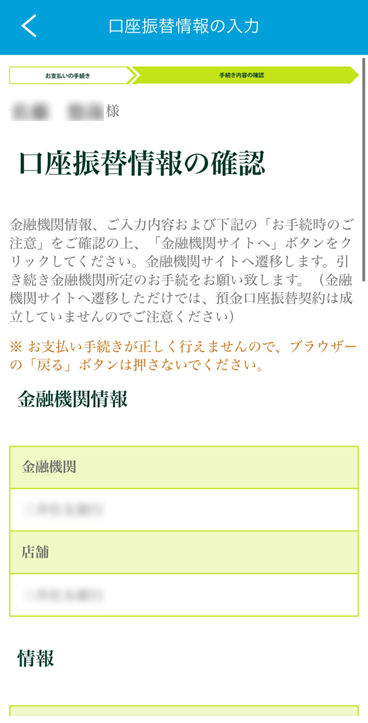 口座振替情報の入力
お支払いの手続き
手続き内容の確認
様
口座振替情報の確認
金融機関情報、ご入力内容および下記の「お手続時のご
注意」をご確認の上、「金融機関サイトへ」ボタンをク
リックしてください。金融機関サイトへ遷移します。引
き続き金融機関所定のお手続をお願い致します。（金融
機関サイトへ遷移しただけでは、預金口座振替契約は成
立していませんのでご注意ください）
※ お支払い手続きが正しく行えませんので、ブラウザー
の「戻る」ボタンは押さないでください。
金融機関情報
金融機関
店舗
情報